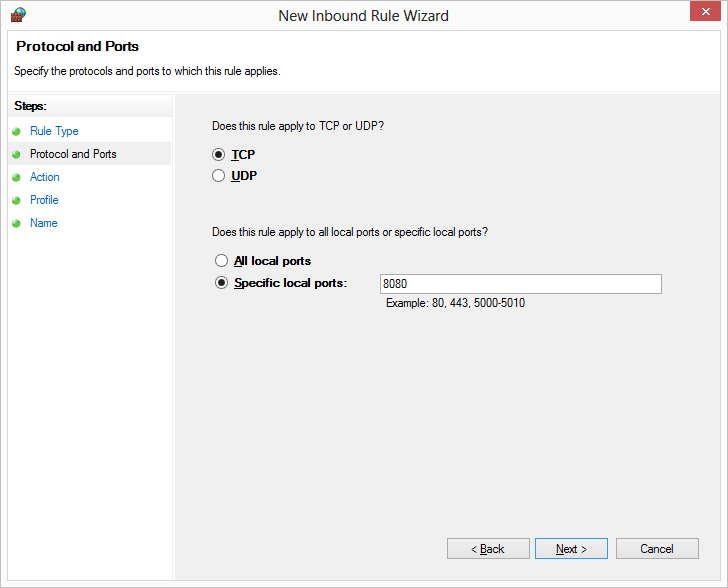 New Inbound Rule Wizard
Protocol and Ports
Specify the protocols and ports to which this rule applies.
Steps:
Rule Type
Protocol and Ports
Action
Profile
Name
Does this rule apply to TCP or UDP?
TCP
UDP
Does this rule apply to all local ports or specific local ports?
All local ports
Specific local ports: 8080
Example: 80, 443, 5000-5010
< Back Next > Cancel